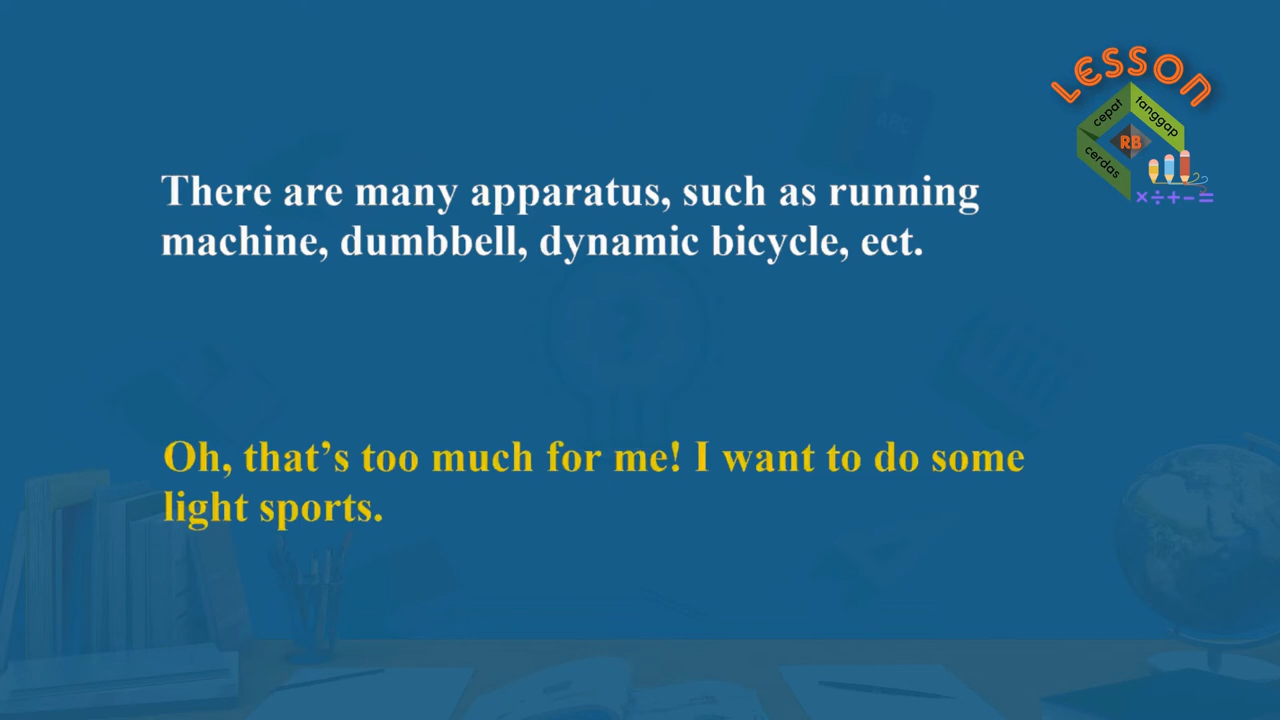 LESSON
cepat
tanggap
RB
cerdas
×÷+−=
ABC
There are many apparatus, such as running
machine, dumbbell, dynamic bicycle, ect.
?
Oh, that’s too much for me! I want to do some
light sports.